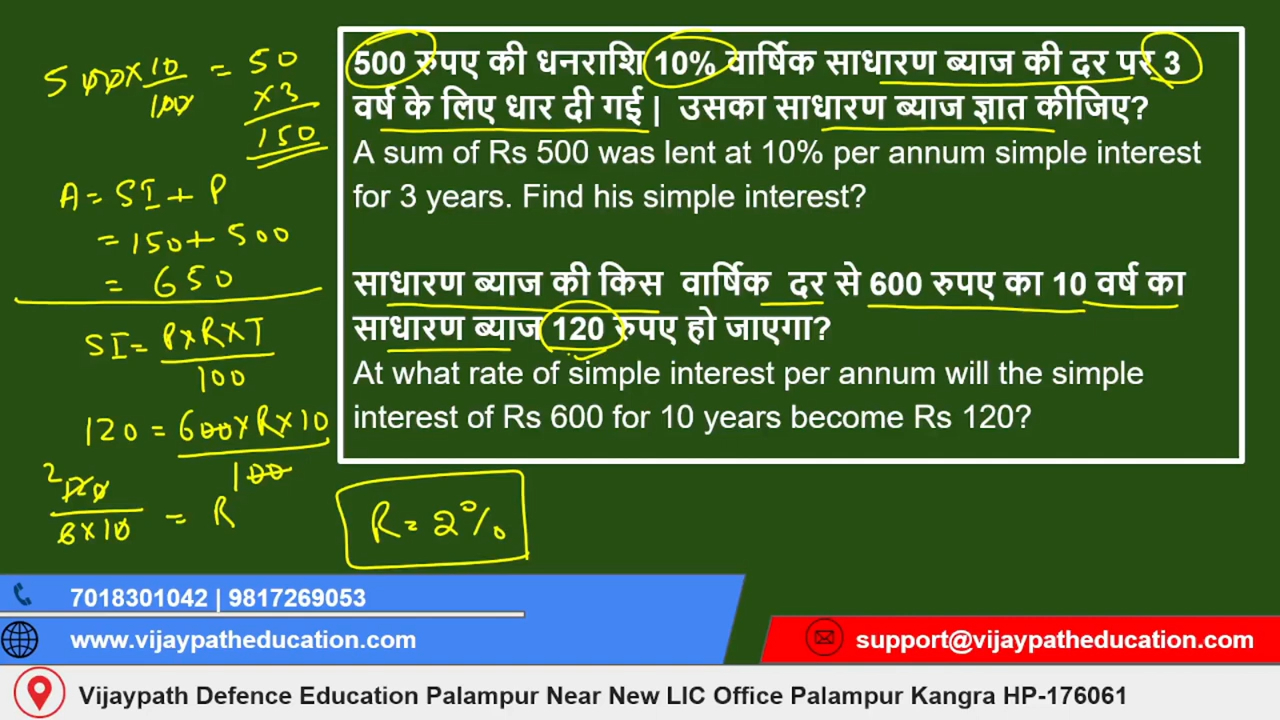 500 रुपए की धनराशि 10% वार्षिक साधारण ब्याज की दर पर 3
वर्ष के लिए धार दी गई | उसका साधारण ब्याज ज्ञात कीजिए?
A sum of Rs 500 was lent at 10% per annum simple interest
for 3 years. Find his simple interest?
साधारण ब्याज की किस वार्षिक दर से 600 रुपए का 10 वर्ष का
साधारण ब्याज 120 रुपए हो जाएगा?
At what rate of simple interest per annum will the simple
interest of Rs 600 for 10 years become Rs 120?
500 × 10 = 50
100
× 3
150
A = SI + P
= 150 + 500
= 650
SI = P × R × T
100
120 = 600 × R × 10
100
2
120
6 × 10 = R
R = 2%
7018301042 | 9817269053
www.vijaypatheducation.com
support@vijaypatheducation.com
Vijaypath Defence Education Palampur Near New LIC Office Palampur Kangra HP-176061